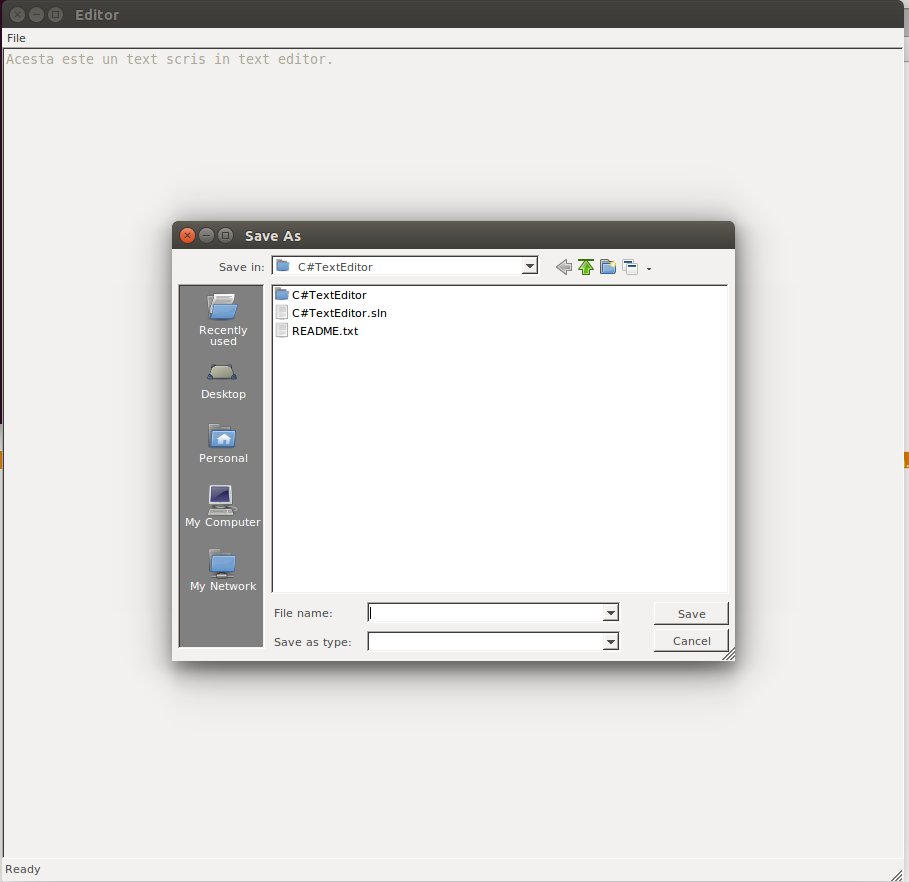 Editor
File
Acesta este un text scris in text editor.
Save As
Save in:
C#TextEditor
Recently
used
Desktop
Personal
My Computer
My Network
C#TextEditor
C#TextEditor.sln
README.txt
File name:
Save
Save as type:
Cancel
Ready